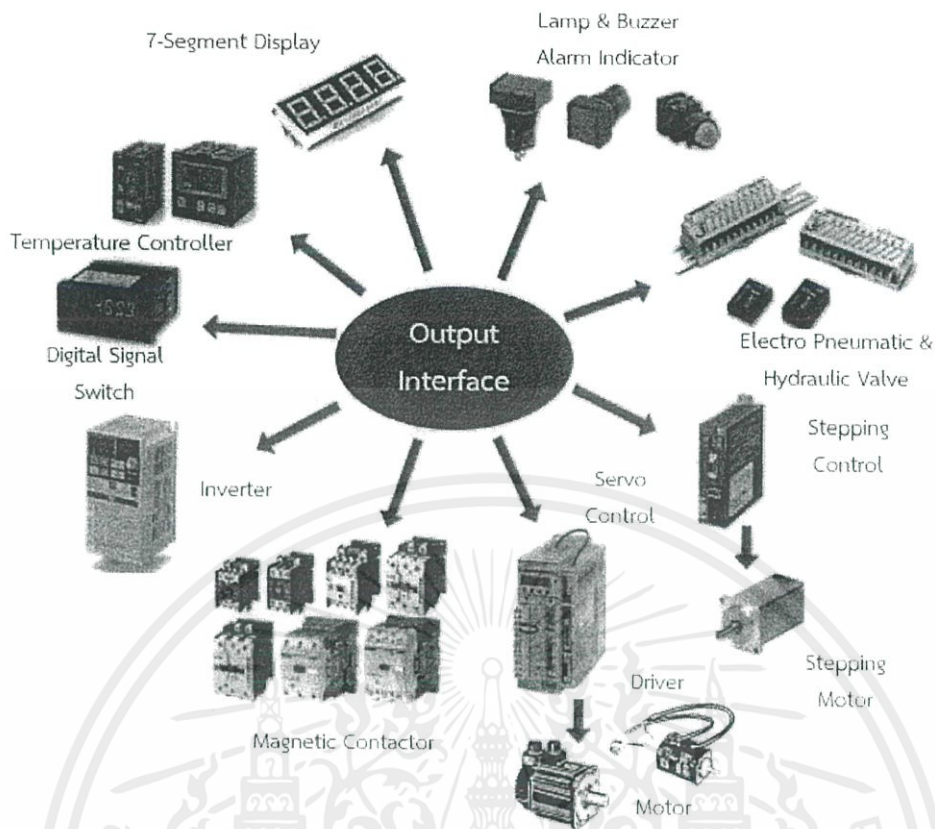 7-Segment Display
Lamp & Buzzer
Alarm Indicator
Temperature Controller
Output
Interface
Electro Pneumatic &
Hydraulic Valve
Digital Signal
Switch
Stepping
Control
Inverter
Servo
Control
Driver
Stepping
Motor
Magnetic Contactor
Motor